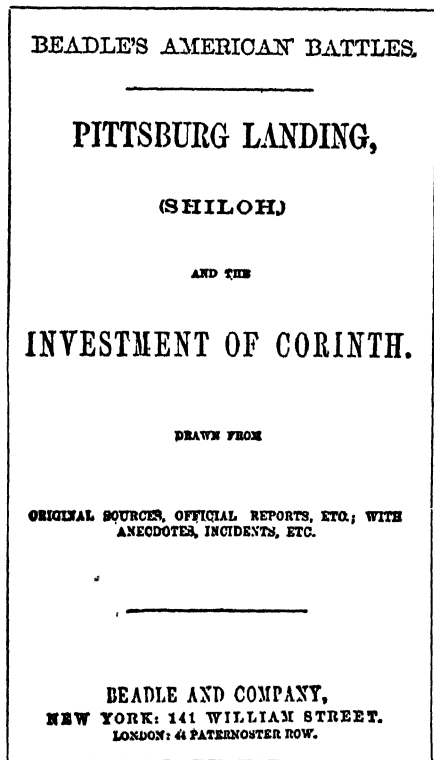 BEADLE'S AMERICAN BATTLES.
PITTSBURG LANDING,
(SHILOH,)
AND THE
INVESTMENT OF CORINTH.
DRAWN FROM
ORIGINAL SOURCES, OFFICIAL REPORTS, ETC.; WITH
ANECDOTES, INCIDENTS, ETC.
BEADLE AND COMPANY,
NEW YORK: 141 WILLIAM STREET.
LONDON: 44 PATERNOSTER ROW.